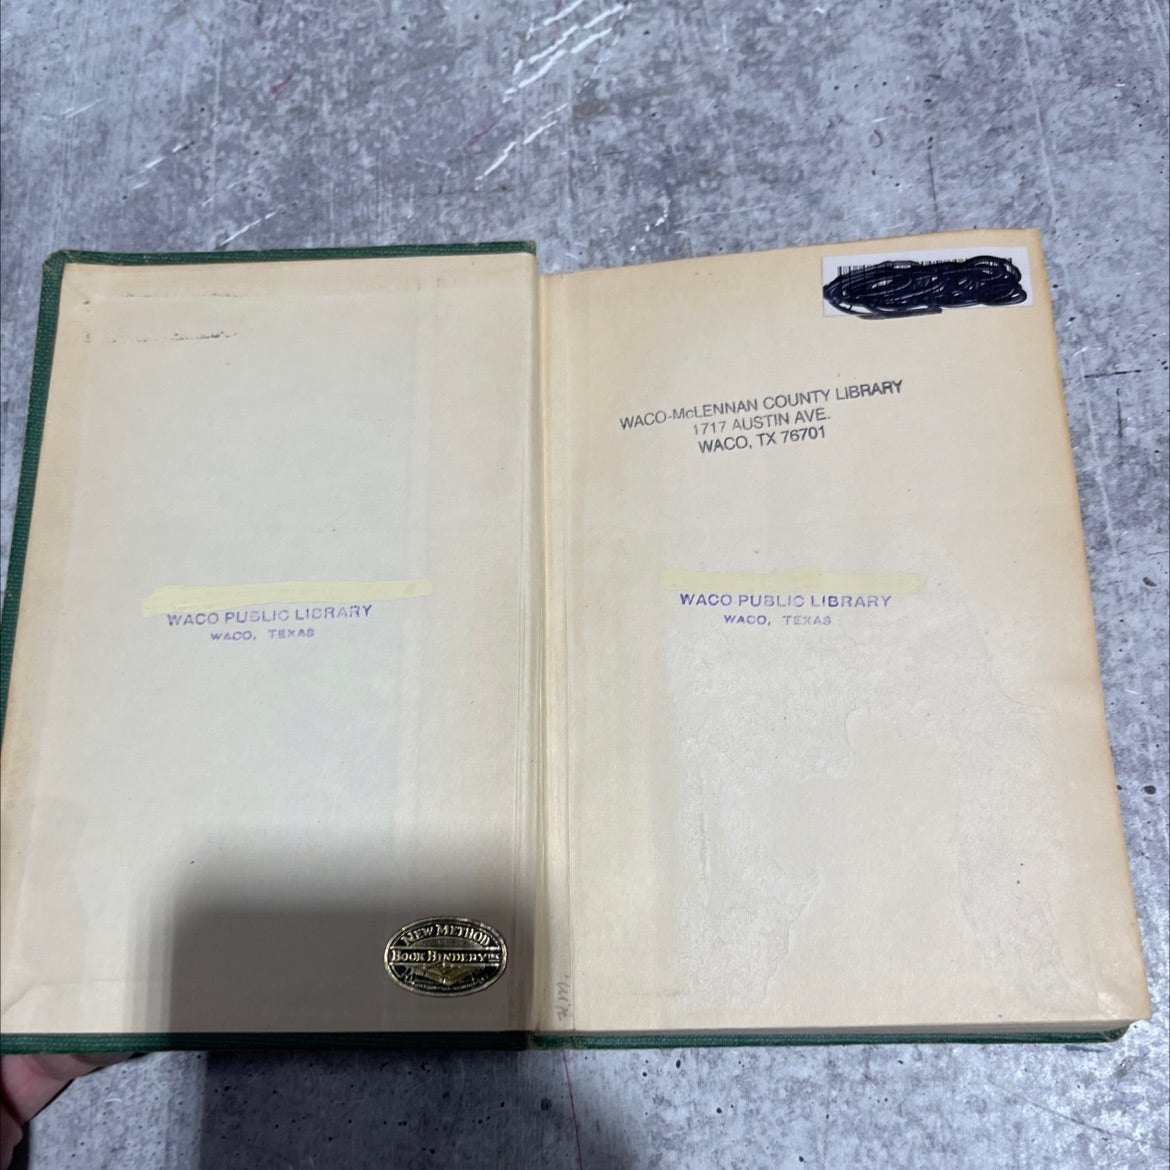 WACO PUBLIC LIBRARY
WACO, TEXAS
NEW METHOD
BOOK BINDERY INC
WACO-McLENNAN COUNTY LIBRARY
1717 AUSTIN AVE.
WACO, TX 76701
WACO PUBLIC LIBRARY
WACO, TEXAS